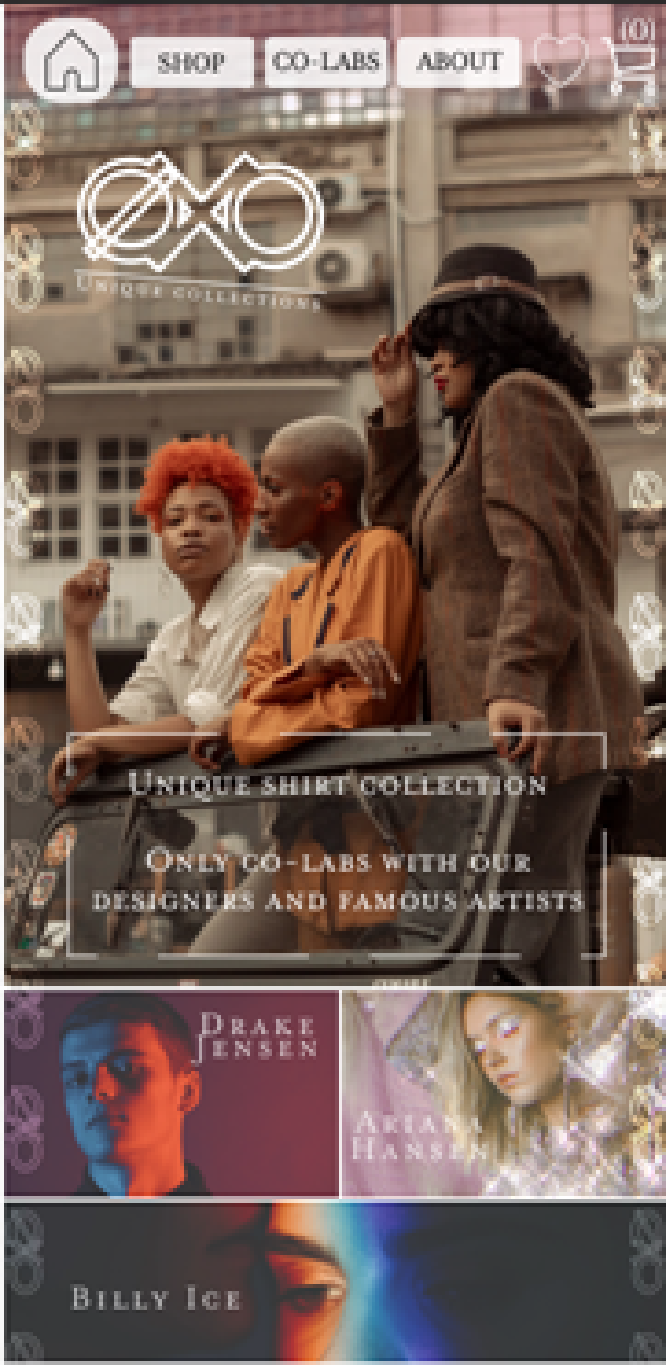 (0)
SHOP CO-LABS ABOUT
ØXO
UNIQUE COLLECTIONS
UNIQUE SHIRT COLLECTION
ONLY CO-LABS WITH OUR
DESIGNERS AND FAMOUS ARTISTS
DRAKE
JENSEN
ARIANA
HANSEN
BILLY ICE